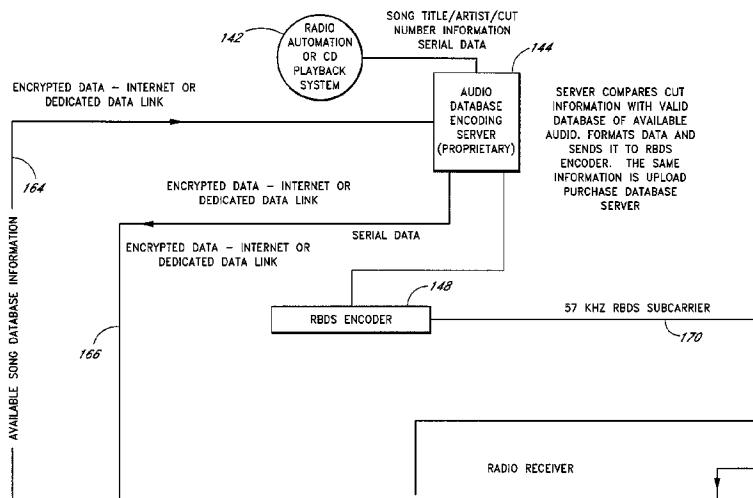 SONG TITLE/ARTIST/CUT
NUMBER INFORMATION
SERIAL DATA
142
RADIO
AUTOMATION
OR CD
PLAYBACK
SYSTEM
144
ENCRYPTED DATA – INTERNET OR
DEDICATED DATA LINK
AUDIO
DATABASE
ENCODING
SERVER
(PROPRIETARY)
SERVER COMPARES CUT
INFORMATION WITH VALID
DATABASE OF AVAILABLE
AUDIO. FORMATS DATA AND
SENDS IT TO RBDS
ENCODER. THE SAME
INFORMATION IS UPLOAD
PURCHASE DATABASE
SERVER
164
ENCRYPTED DATA – INTERNET OR
DEDICATED DATA LINK
SERIAL DATA
ENCRYPTED DATA – INTERNET OR
DEDICATED DATA LINK
AVAILABLE SONG DATABASE INFORMATION
148
RBDS ENCODER
57 KHZ RBDS SUBCARRIER
170
166
RADIO RECEIVER